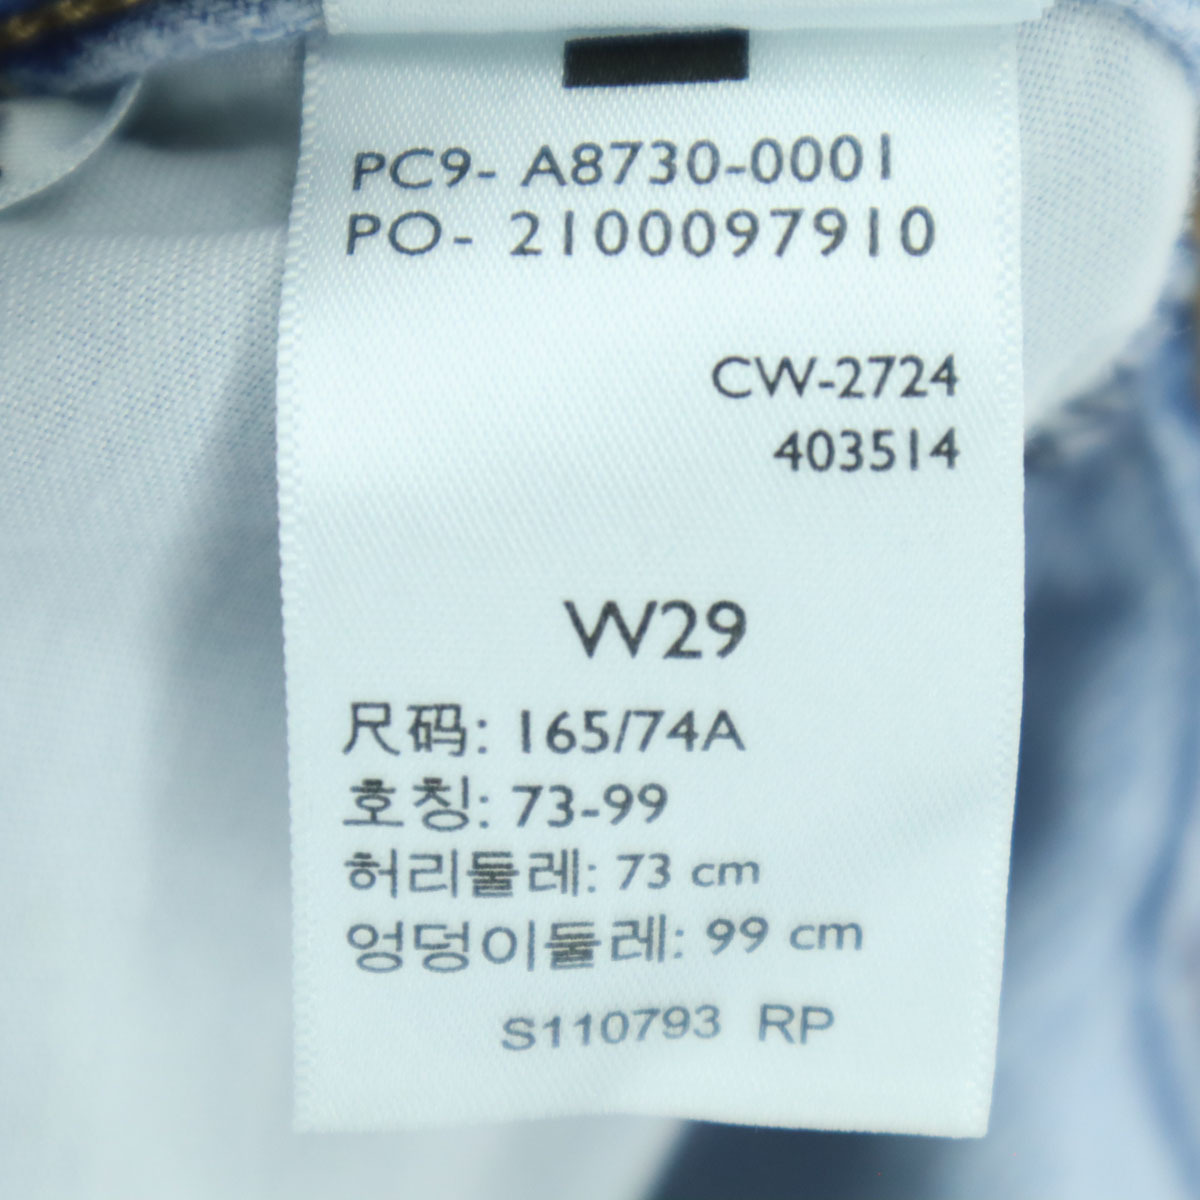 PC9- A8730-0001
PO- 2100097910
CW-2724
403514
W29
尺码: 165/74A
호칭: 73-99
허리둘레: 73 cm
엉덩이둘레: 99 cm
S110793 RP